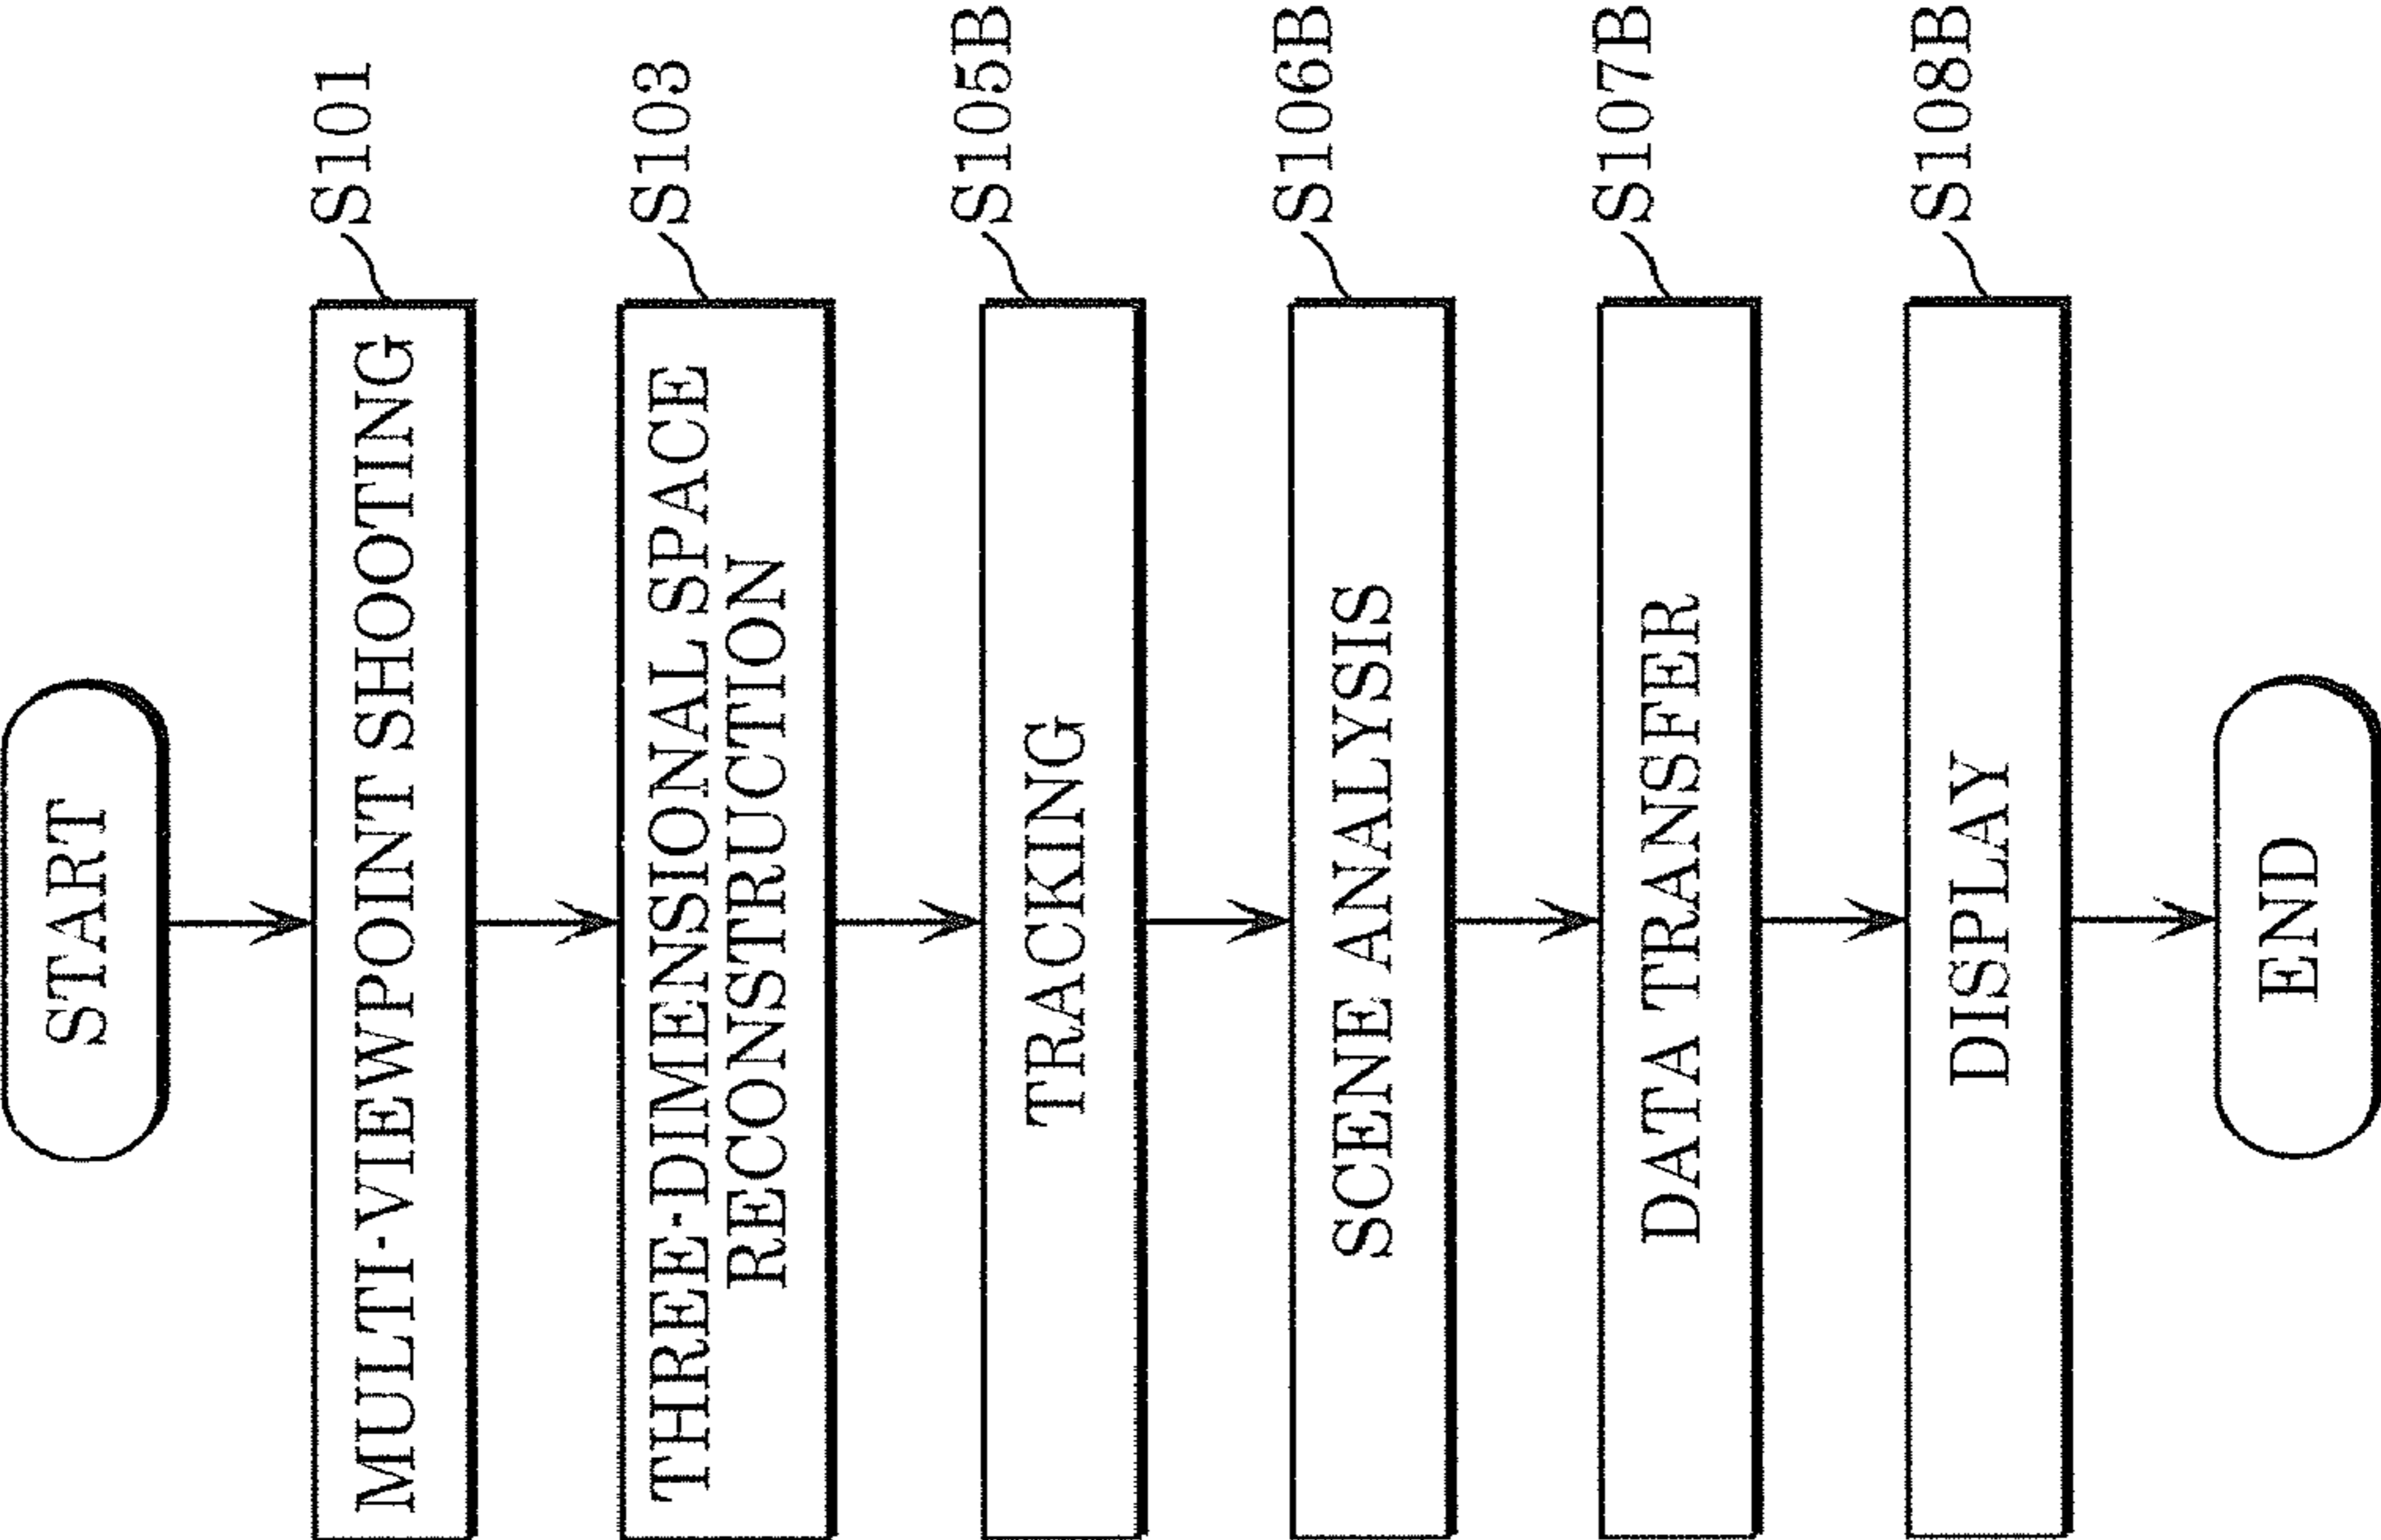 START
S101
MULTI-VIEWPOINT SHOOTING
S103
THREE-DIMENSIONAL SPACE
RECONSTRUCTION
S105B
TRACKING
S106B
SCENE ANALYSIS
S107B
DATA TRANSFER
S108B
DISPLAY
END